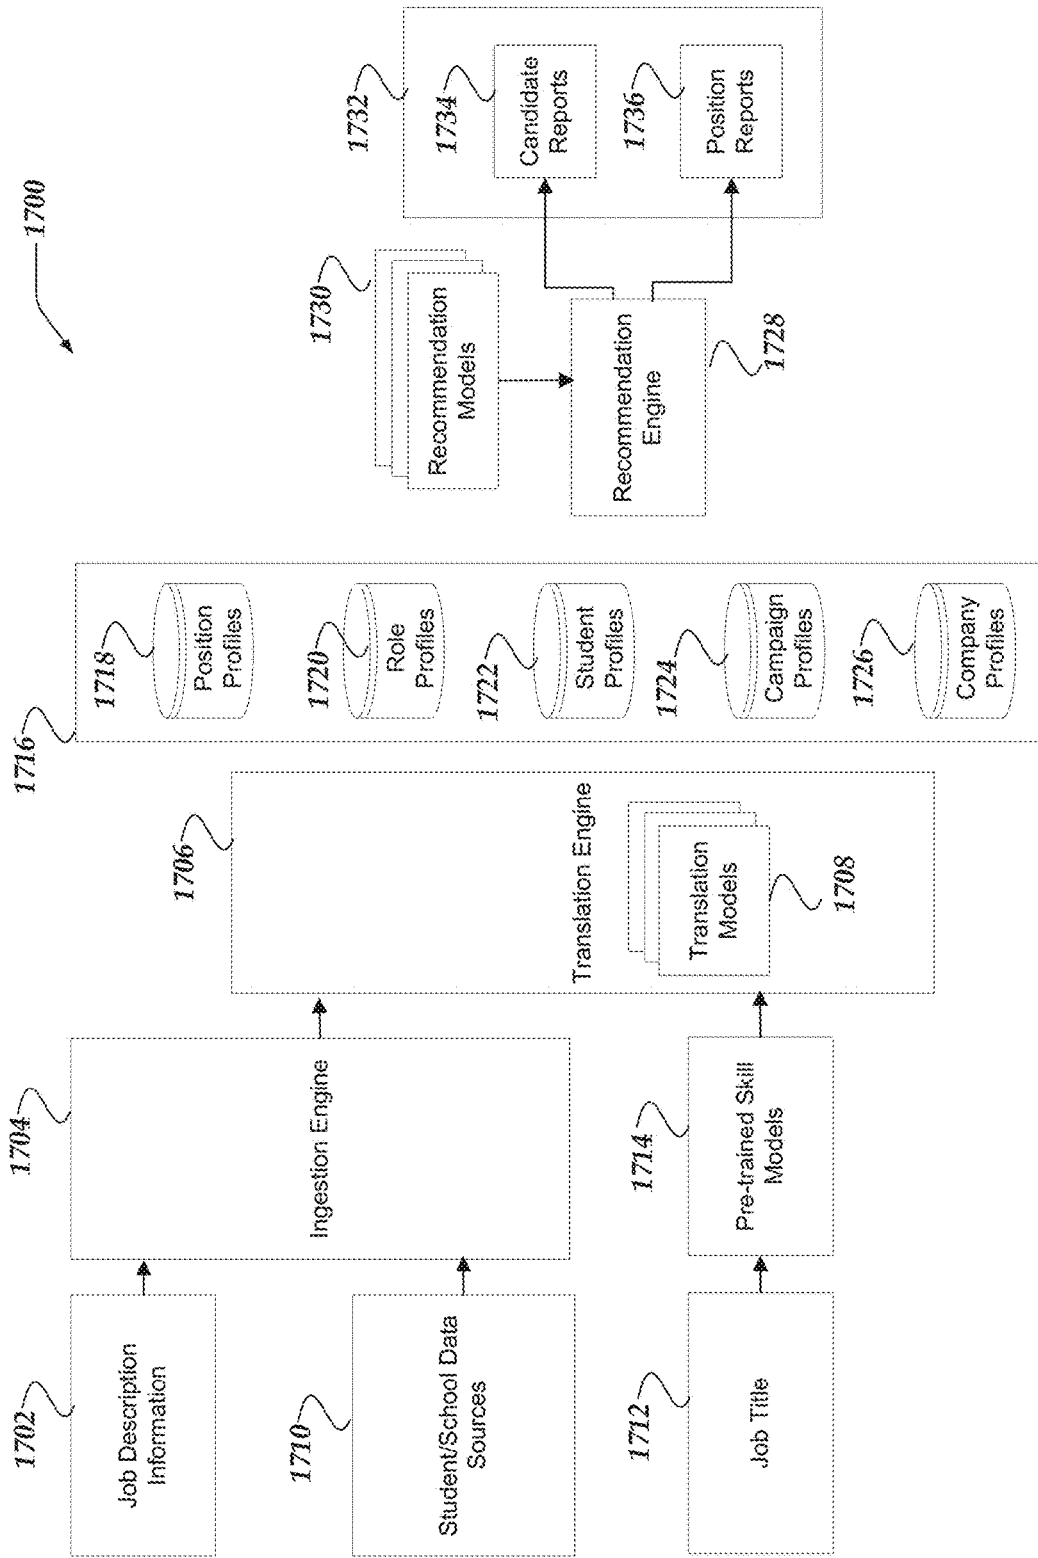 1700
1702
Job Description
Information
1704
Ingestion Engine
1710
Student/School Data
Sources
1712
Job Title
1714
Pre-trained Skill
Models
1706
Translation Engine
Translation
Models
1708
1716
1718
Position
Profiles
1720
Role
Profiles
1722
Student
Profiles
1724
Campaign
Profiles
1726
Company
Profiles
1730
Recommendation
Models
Recommendation
Engine
1728
1732
1734
Candidate
Reports
1736
Position
Reports